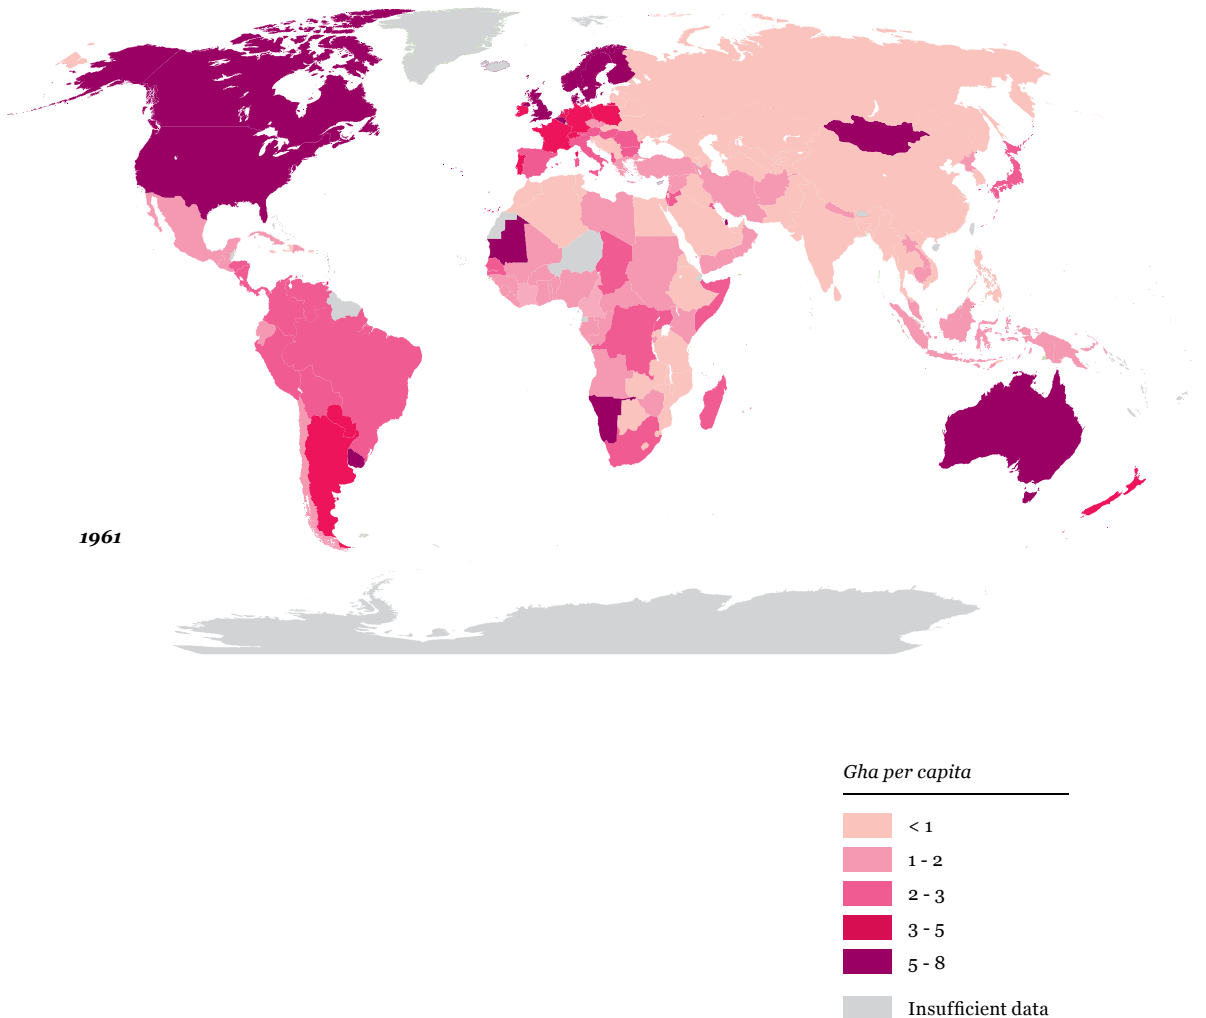 1961
Gha per capita
< 1
1 - 2
2 - 3
3 - 5
5 - 8
Insufficient data